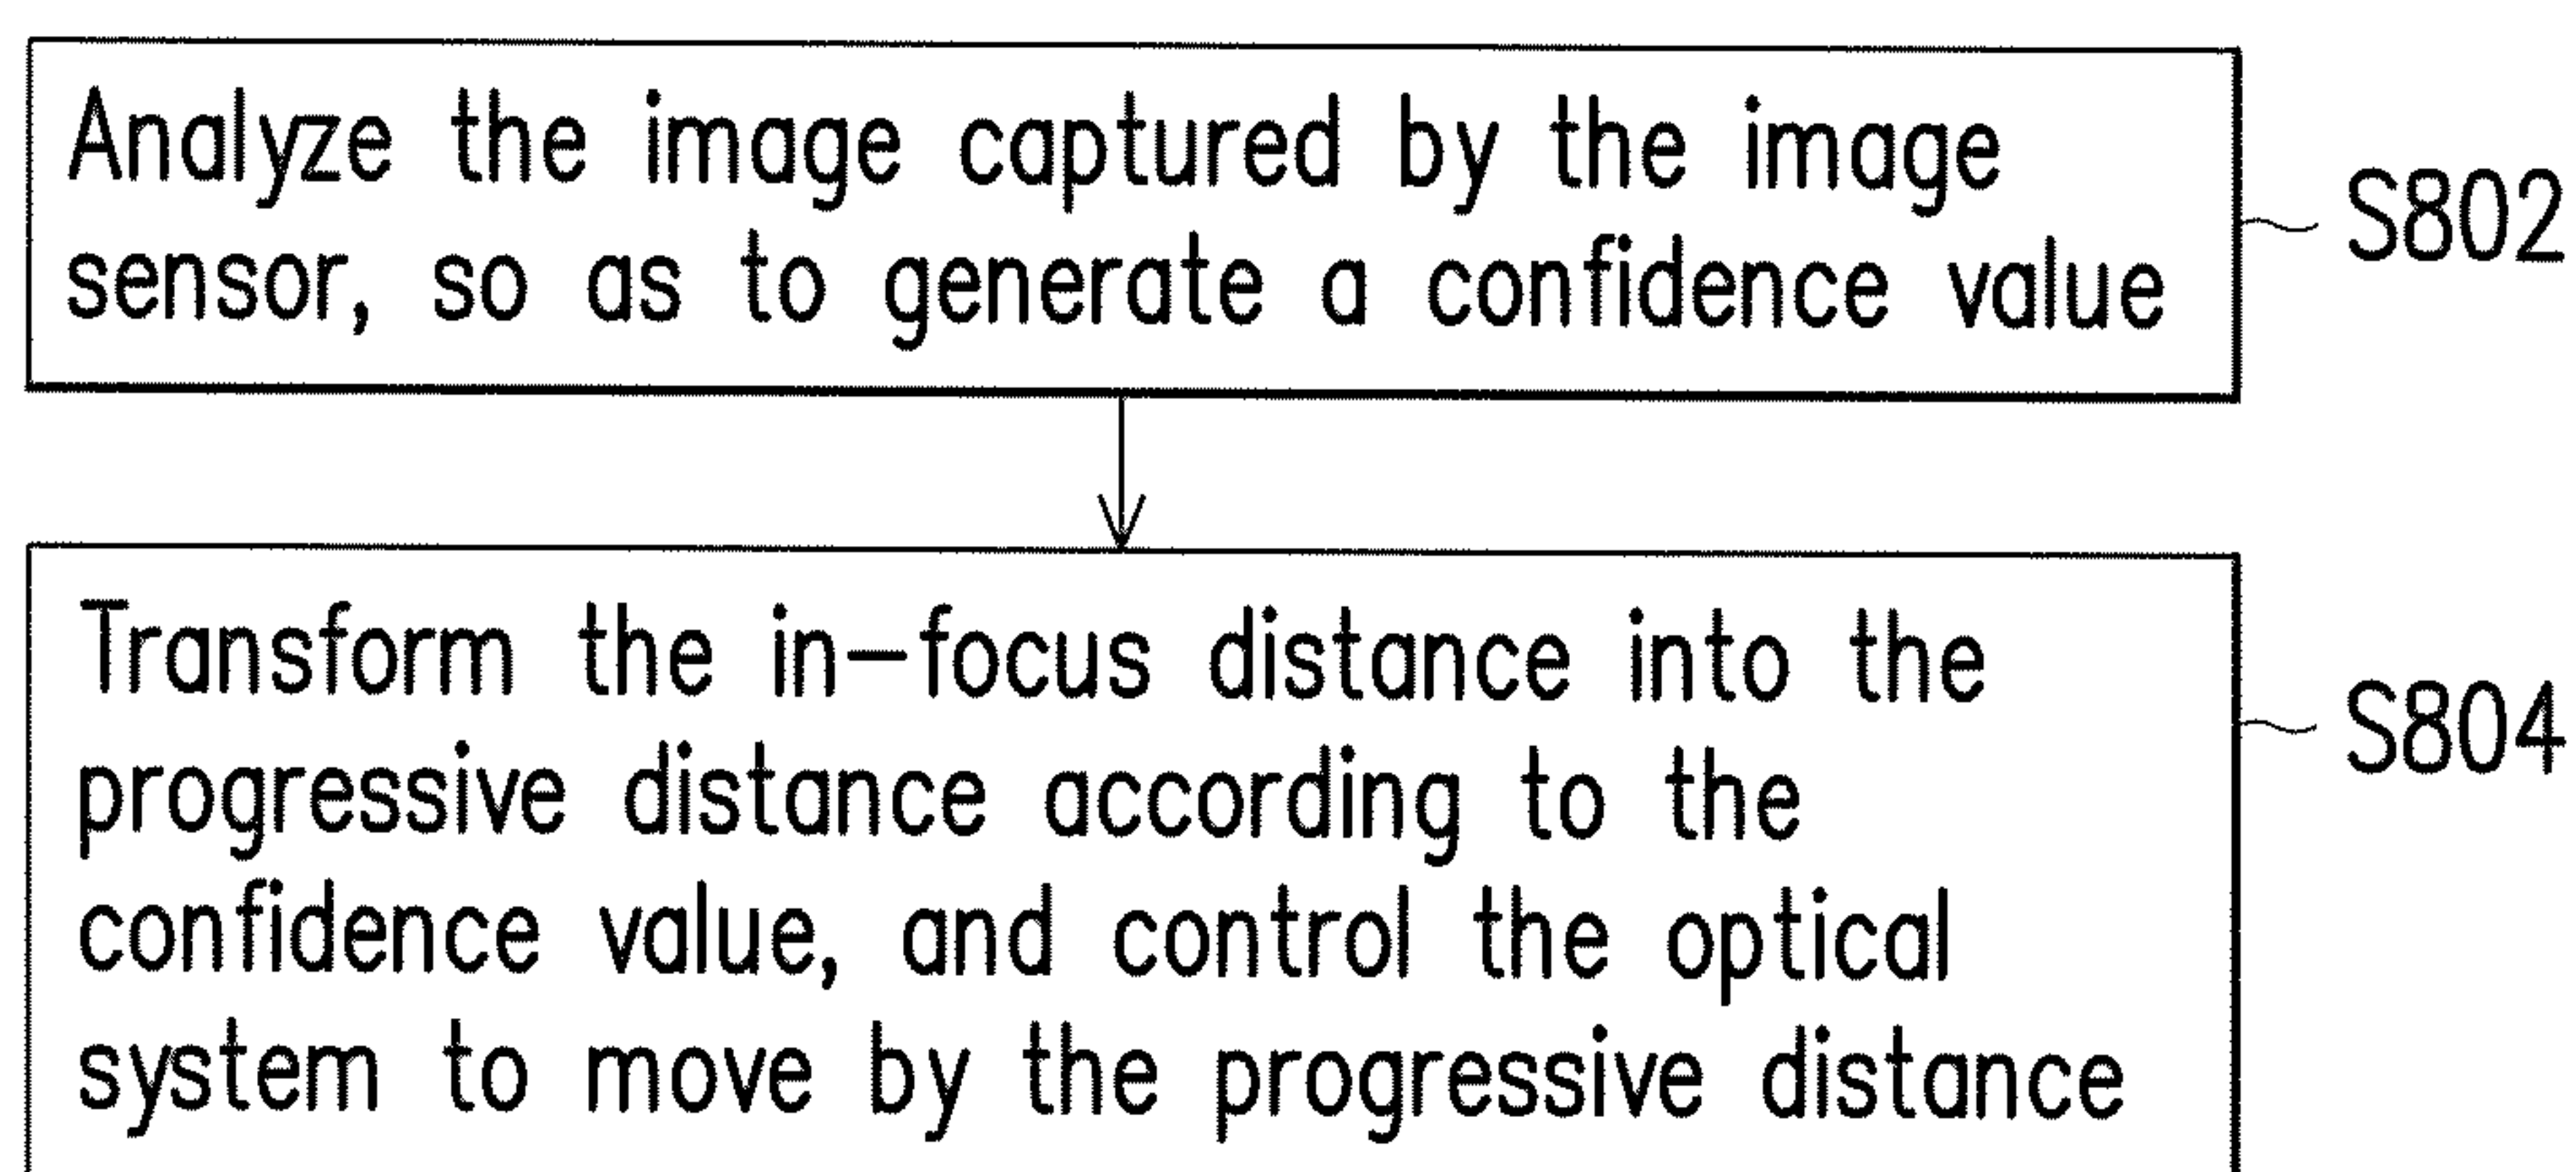 Analyze the image captured by the image
sensor, so as to generate a confidence value
S802
Transform the in-focus distance into the
progressive distance according to the
confidence value, and control the optical
system to move by the progressive distance
S804